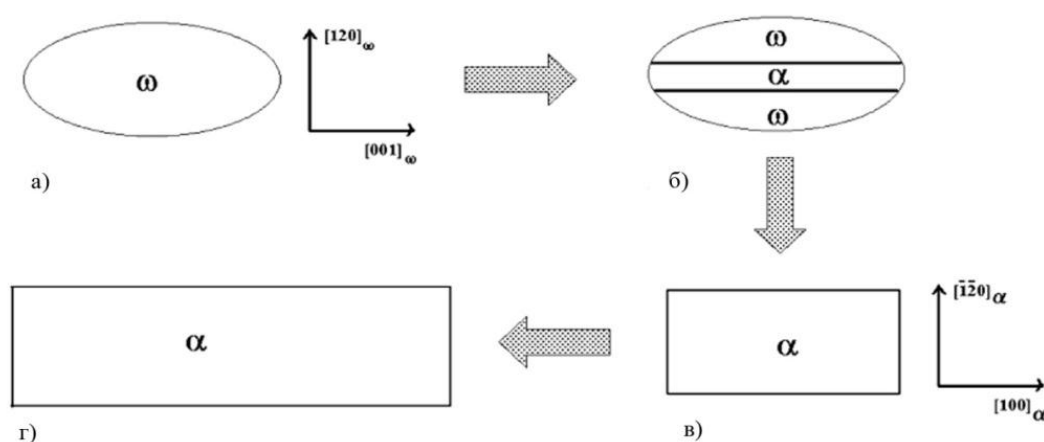 [120]ω
ω
[001]ω
а)
ω
α
ω
б)
[1̄2̄0]α
α
[100]α
в)
α
г)